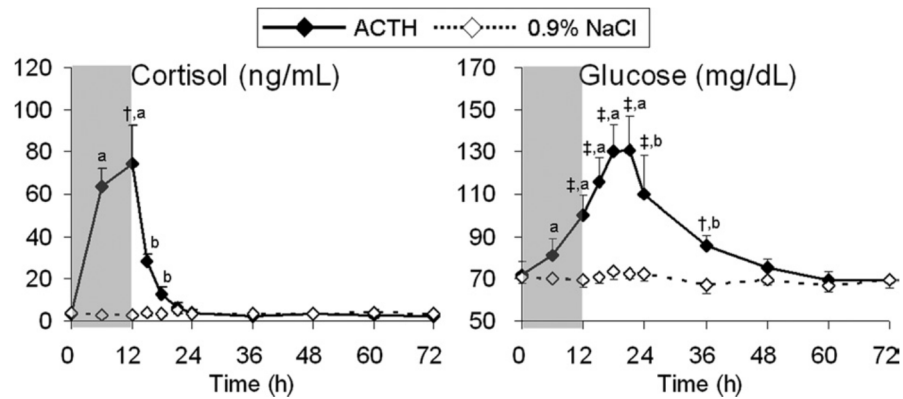 ACTH 0.9% NaCl
Cortisol (ng/mL)
120
100
80
60
40
20
0
a
†,a
b
b
0 12 24 36 48 60 72
Time (h)
Glucose (mg/dL)
150
130
110
90
70
50
a
‡,a
‡,a
‡,a
‡,a
‡,b
†,b
0 12 24 36 48 60 72
Time (h)